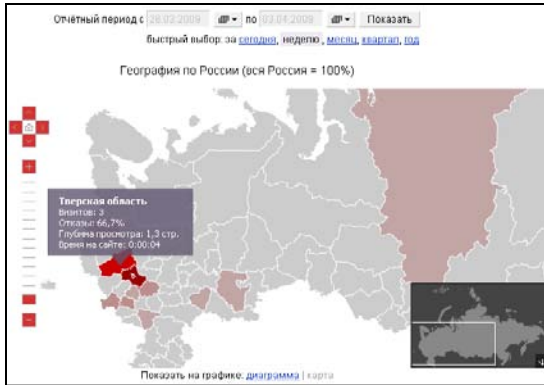 Отчётный период с 28.03.2009 по 03.04.2009 Показать
быстрый выбор: за сегодня, неделю, месяц, квартал, год
География по России (вся Россия = 100%)
Тверская область
Визитов: 3
Отказы: 66,7%
Глубина просмотра: 1,3 стр.
Время на сайте: 0:00:04
Показать на графике: диаграмма | карта